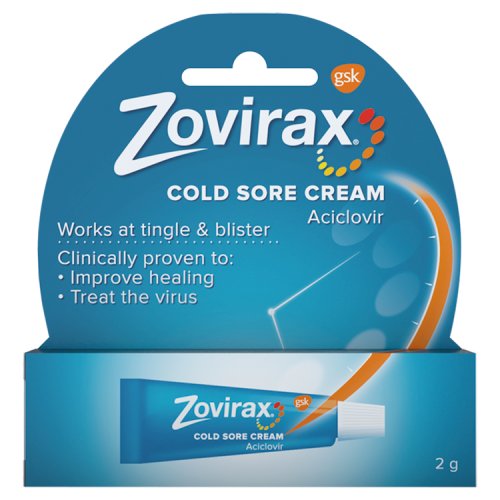 gsk
Zovirax®
COLD SORE CREAM
Aciclovir
Works at tingle & blister
Clinically proven to:
• Improve healing
• Treat the virus
Zovirax
gsk
COLD SORE CREAM
Aciclovir
2 g